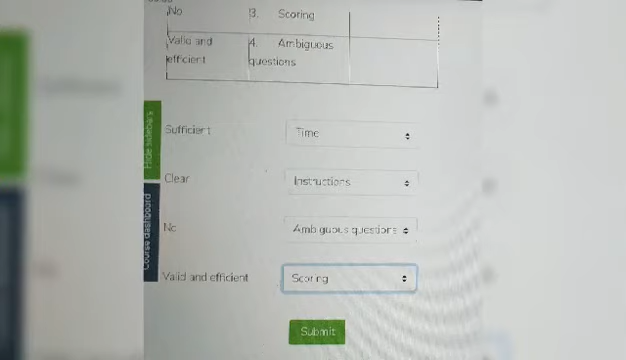 No 3. Scoring
Valid and 4. Ambiguous
efficient questions
Sufficient Time
Hide sidebars
Clear Instructions
Course dashboard
No Ambiguous questions
Valid and efficient Scoring
Submit